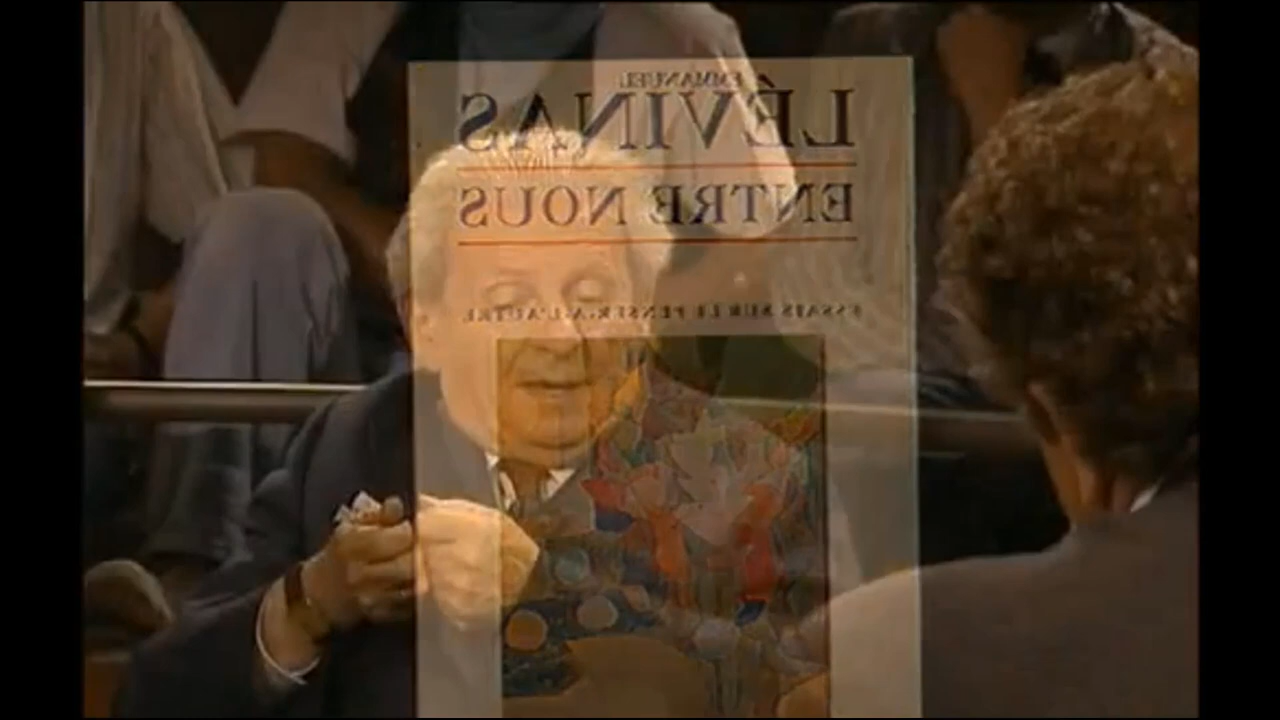 EMMANUEL
LÉVINAS
ENTRE NOUS
ESSAIS SUR LE PENSER-À-L'AUTRE